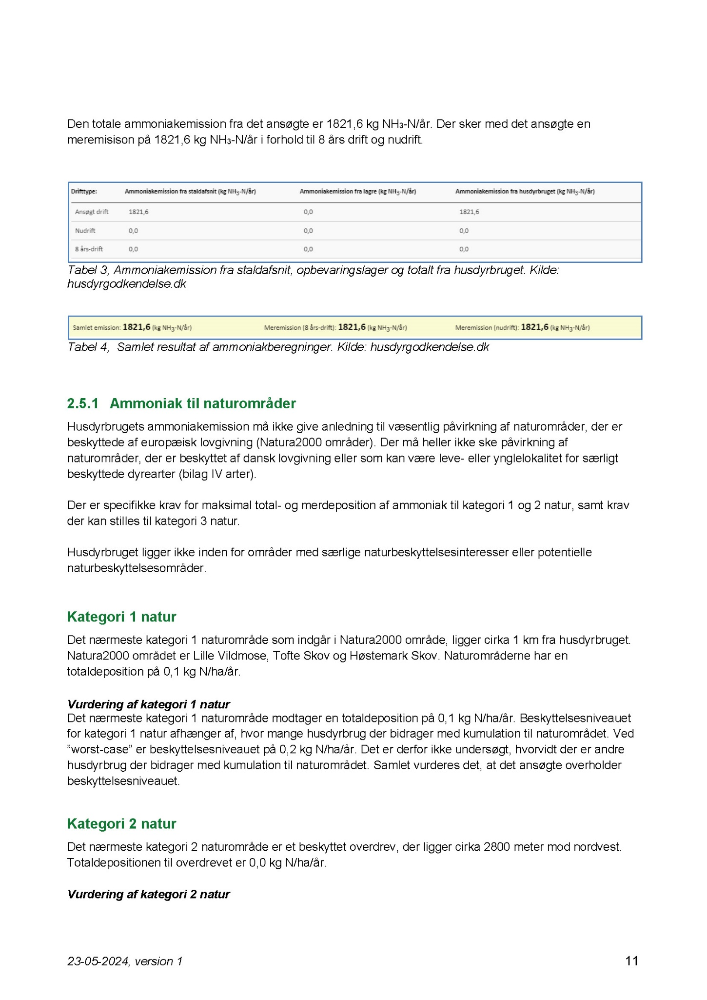 Den totale ammoniakemission fra det ansøgte er 1821,6 kg NH₃-N/år. Der sker med det ansøgte en
meremisison på 1821,6 kg NH₃-N/år i forhold til 8 års drift og nudrift.
Drifttype: Ammoniakemission fra staldafsnit (kg NH₃-N/år) Ammoniakemission fra lagre (kg NH₃-N/år) Ammoniakemission fra husdyrbruget (kg NH₃-N/år)
Ansøgt drift 1821,6 0,0 1821,6
Nudrift 0,0 0,0 0,0
8 års-drift 0,0 0,0 0,0
Tabel 3, Ammoniakemission fra staldafsnit, opbevaringslager og totalt fra husdyrbruget. Kilde:
husdyrgodkendelse.dk
Samlet emission: 1821,6 (kg NH₃-N/år) Meremission (8 års-drift): 1821,6 (kg NH₃-N/år) Meremission (nudrift): 1821,6 (kg NH₃-N/år)
Tabel 4, Samlet resultat af ammoniakberegninger. Kilde: husdyrgodkendelse.dk
2.5.1 Ammoniak til naturområder
Husdyrbrugets ammoniakemission må ikke give anledning til væsentlig påvirkning af naturområder, der er
beskyttede af europæisk lovgivning (Natura2000 områder). Der må heller ikke ske påvirkning af
naturområder, der er beskyttet af dansk lovgivning eller som kan være leve- eller ynglelokalitet for særligt
beskyttede dyrearter (bilag IV arter).
Der er specifikke krav for maksimal total- og merdeposition af ammoniak til kategori 1 og 2 natur, samt krav
der kan stilles til kategori 3 natur.
Husdyrbruget ligger ikke inden for områder med særlige naturbeskyttelsesinteresser eller potentielle
naturbeskyttelsesområder.
Kategori 1 natur
Det nærmeste kategori 1 naturområde som indgår i Natura2000 område, ligger cirka 1 km fra husdyrbruget.
Natura2000 området er Lille Vildmose, Tofte Skov og Høstemark Skov. Naturområderne har en
totaldeposition på 0,1 kg N/ha/år.
Vurdering af kategori 1 natur
Det nærmeste kategori 1 naturområde modtager en totaldeposition på 0,1 kg N/ha/år. Beskyttelsesniveauet
for kategori 1 natur afhænger af, hvor mange husdyrbrug der bidrager med kumulation til naturområdet. Ved
”worst-case” er beskyttelsesniveauet på 0,2 kg N/ha/år. Det er derfor ikke undersøgt, hvorvidt der er andre
husdyrbrug der bidrager med kumulation til naturområdet. Samlet vurderes det, at det ansøgte overholder
beskyttelsesniveauet.
Kategori 2 natur
Det nærmeste kategori 2 naturområde er et beskyttet overdrev, der ligger cirka 2800 meter mod nordvest.
Totaldepositionen til overdrevet er 0,0 kg N/ha/år.
Vurdering af kategori 2 natur
23-05-2024, version 1 11